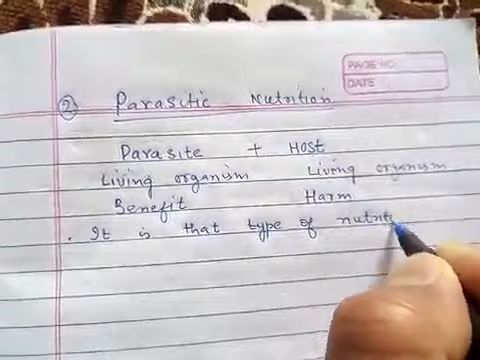 PAGE NO.
DATE
② Parasitic Nutrition
Parasite + Host
Living organism Living organism
Benefit Harm
. It is that type of nutriti